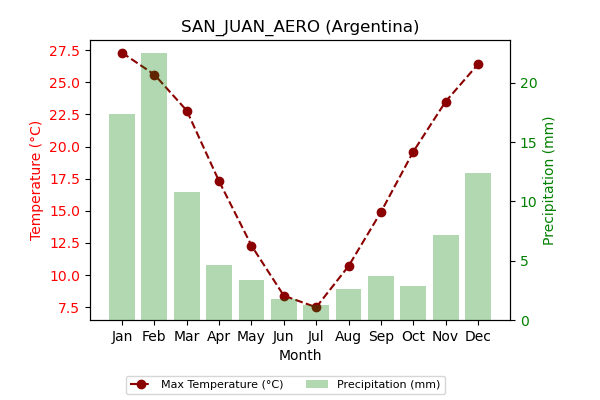 SAN_JUAN_AERO (Argentina)
27.5
25.0
22.5
20.0
17.5
15.0
12.5
10.0
7.5
Temperature (°C)
20
15
10
5
0
Precipitation (mm)
Jan Feb Mar Apr May Jun Jul Aug Sep Oct Nov Dec
Month
Max Temperature (°C) Precipitation (mm)